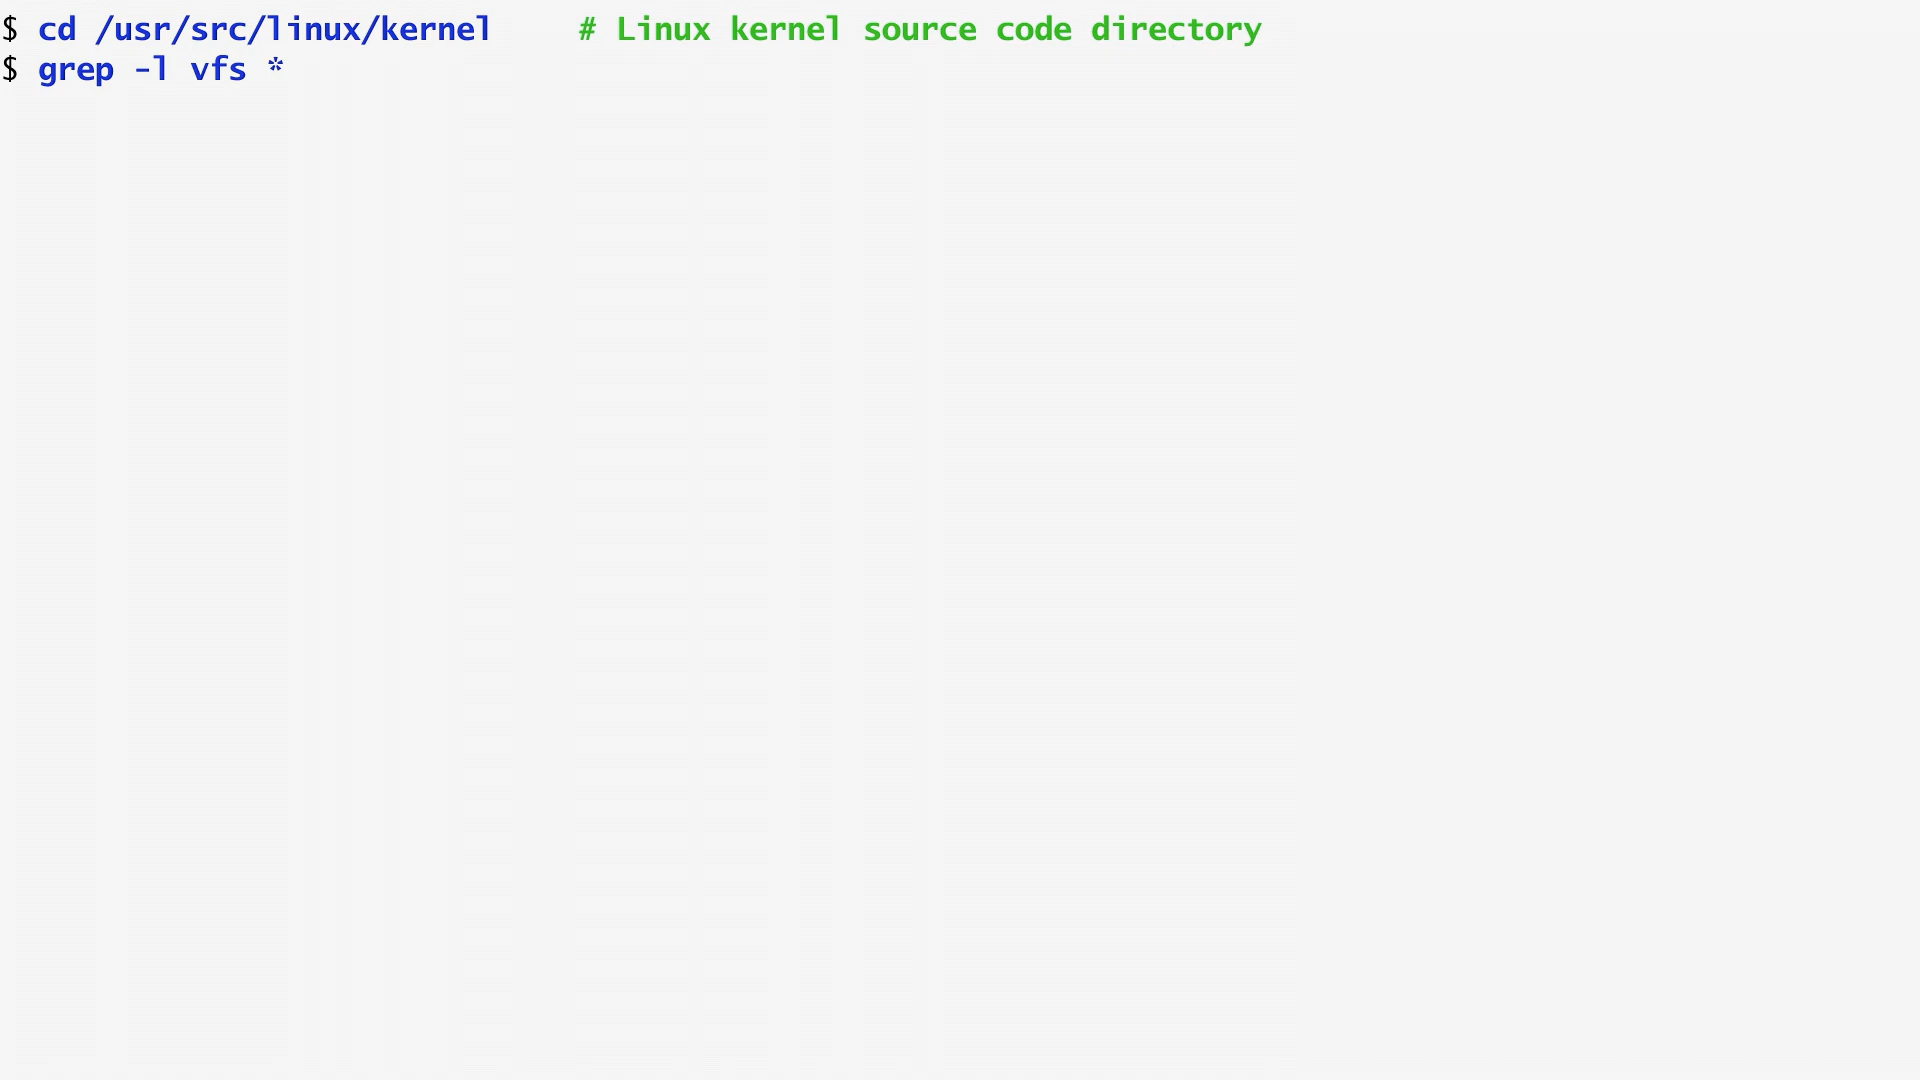 $ cd /usr/src/linux/kernel # Linux kernel source code directory
$ grep -l vfs *